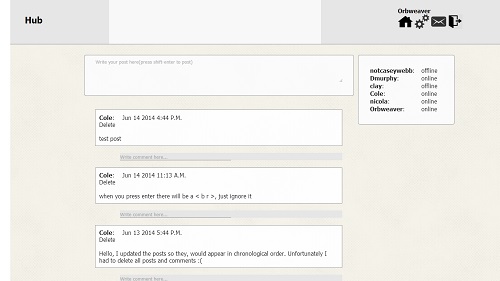 Hub
Orbweaver
Write your post here(press shift-enter to post)
notcaseywebb: offline
Dmurphy: online
clay: offline
Cole: online
nicola: online
Orbweaver: online
Cole: Jun 14 2014 4:44 P.M.
Delete
test post
Write comment here...
Cole: Jun 14 2014 11:13 A.M.
Delete
when you press enter there will be a < b r >, just ignore it
Write comment here...
Cole: Jun 13 2014 5:44 P.M.
Delete
Hello, I updated the posts so they, would appear in chronological order. Unfortunately I
had to delete all posts and comments :(
Write comment here...